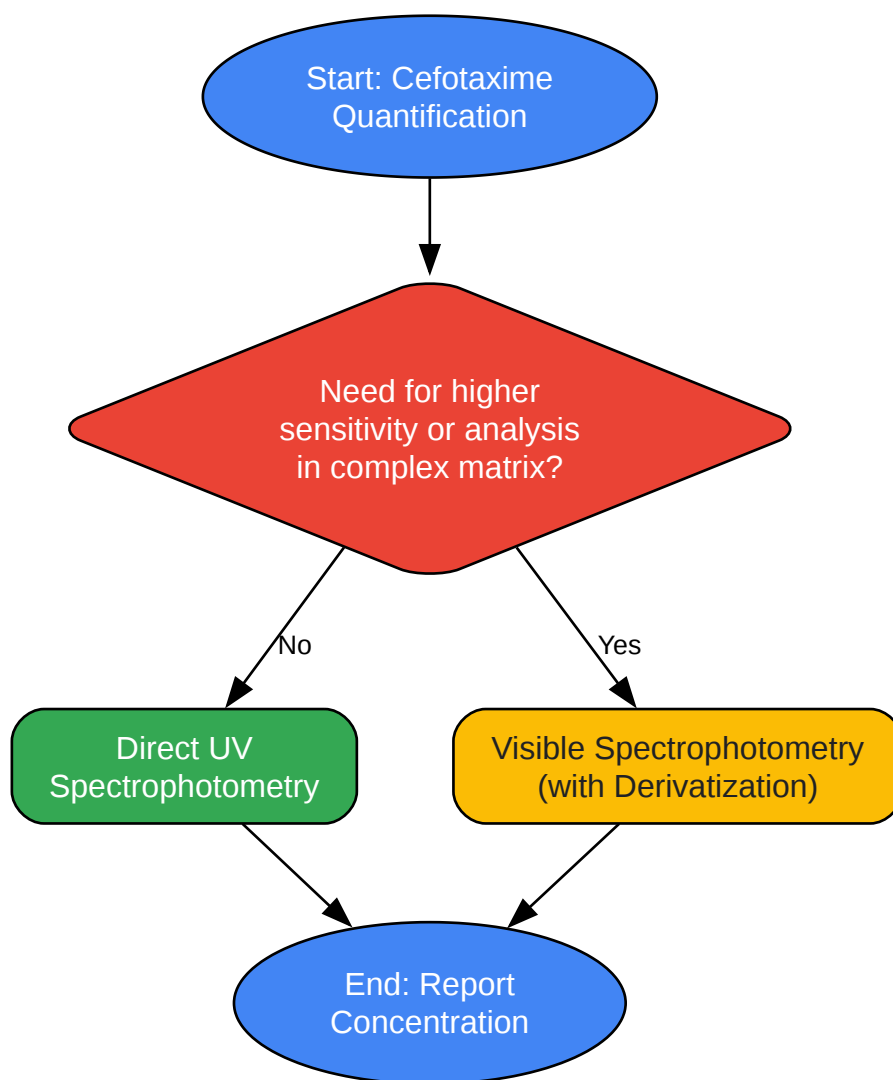 Start: Cefotaxime
Quantification
Need for higher
sensitivity or analysis
in complex matrix?
No
Yes
Direct UV
Spectrophotometry
Visible Spectrophotometry
(with Derivatization)
End: Report
Concentration